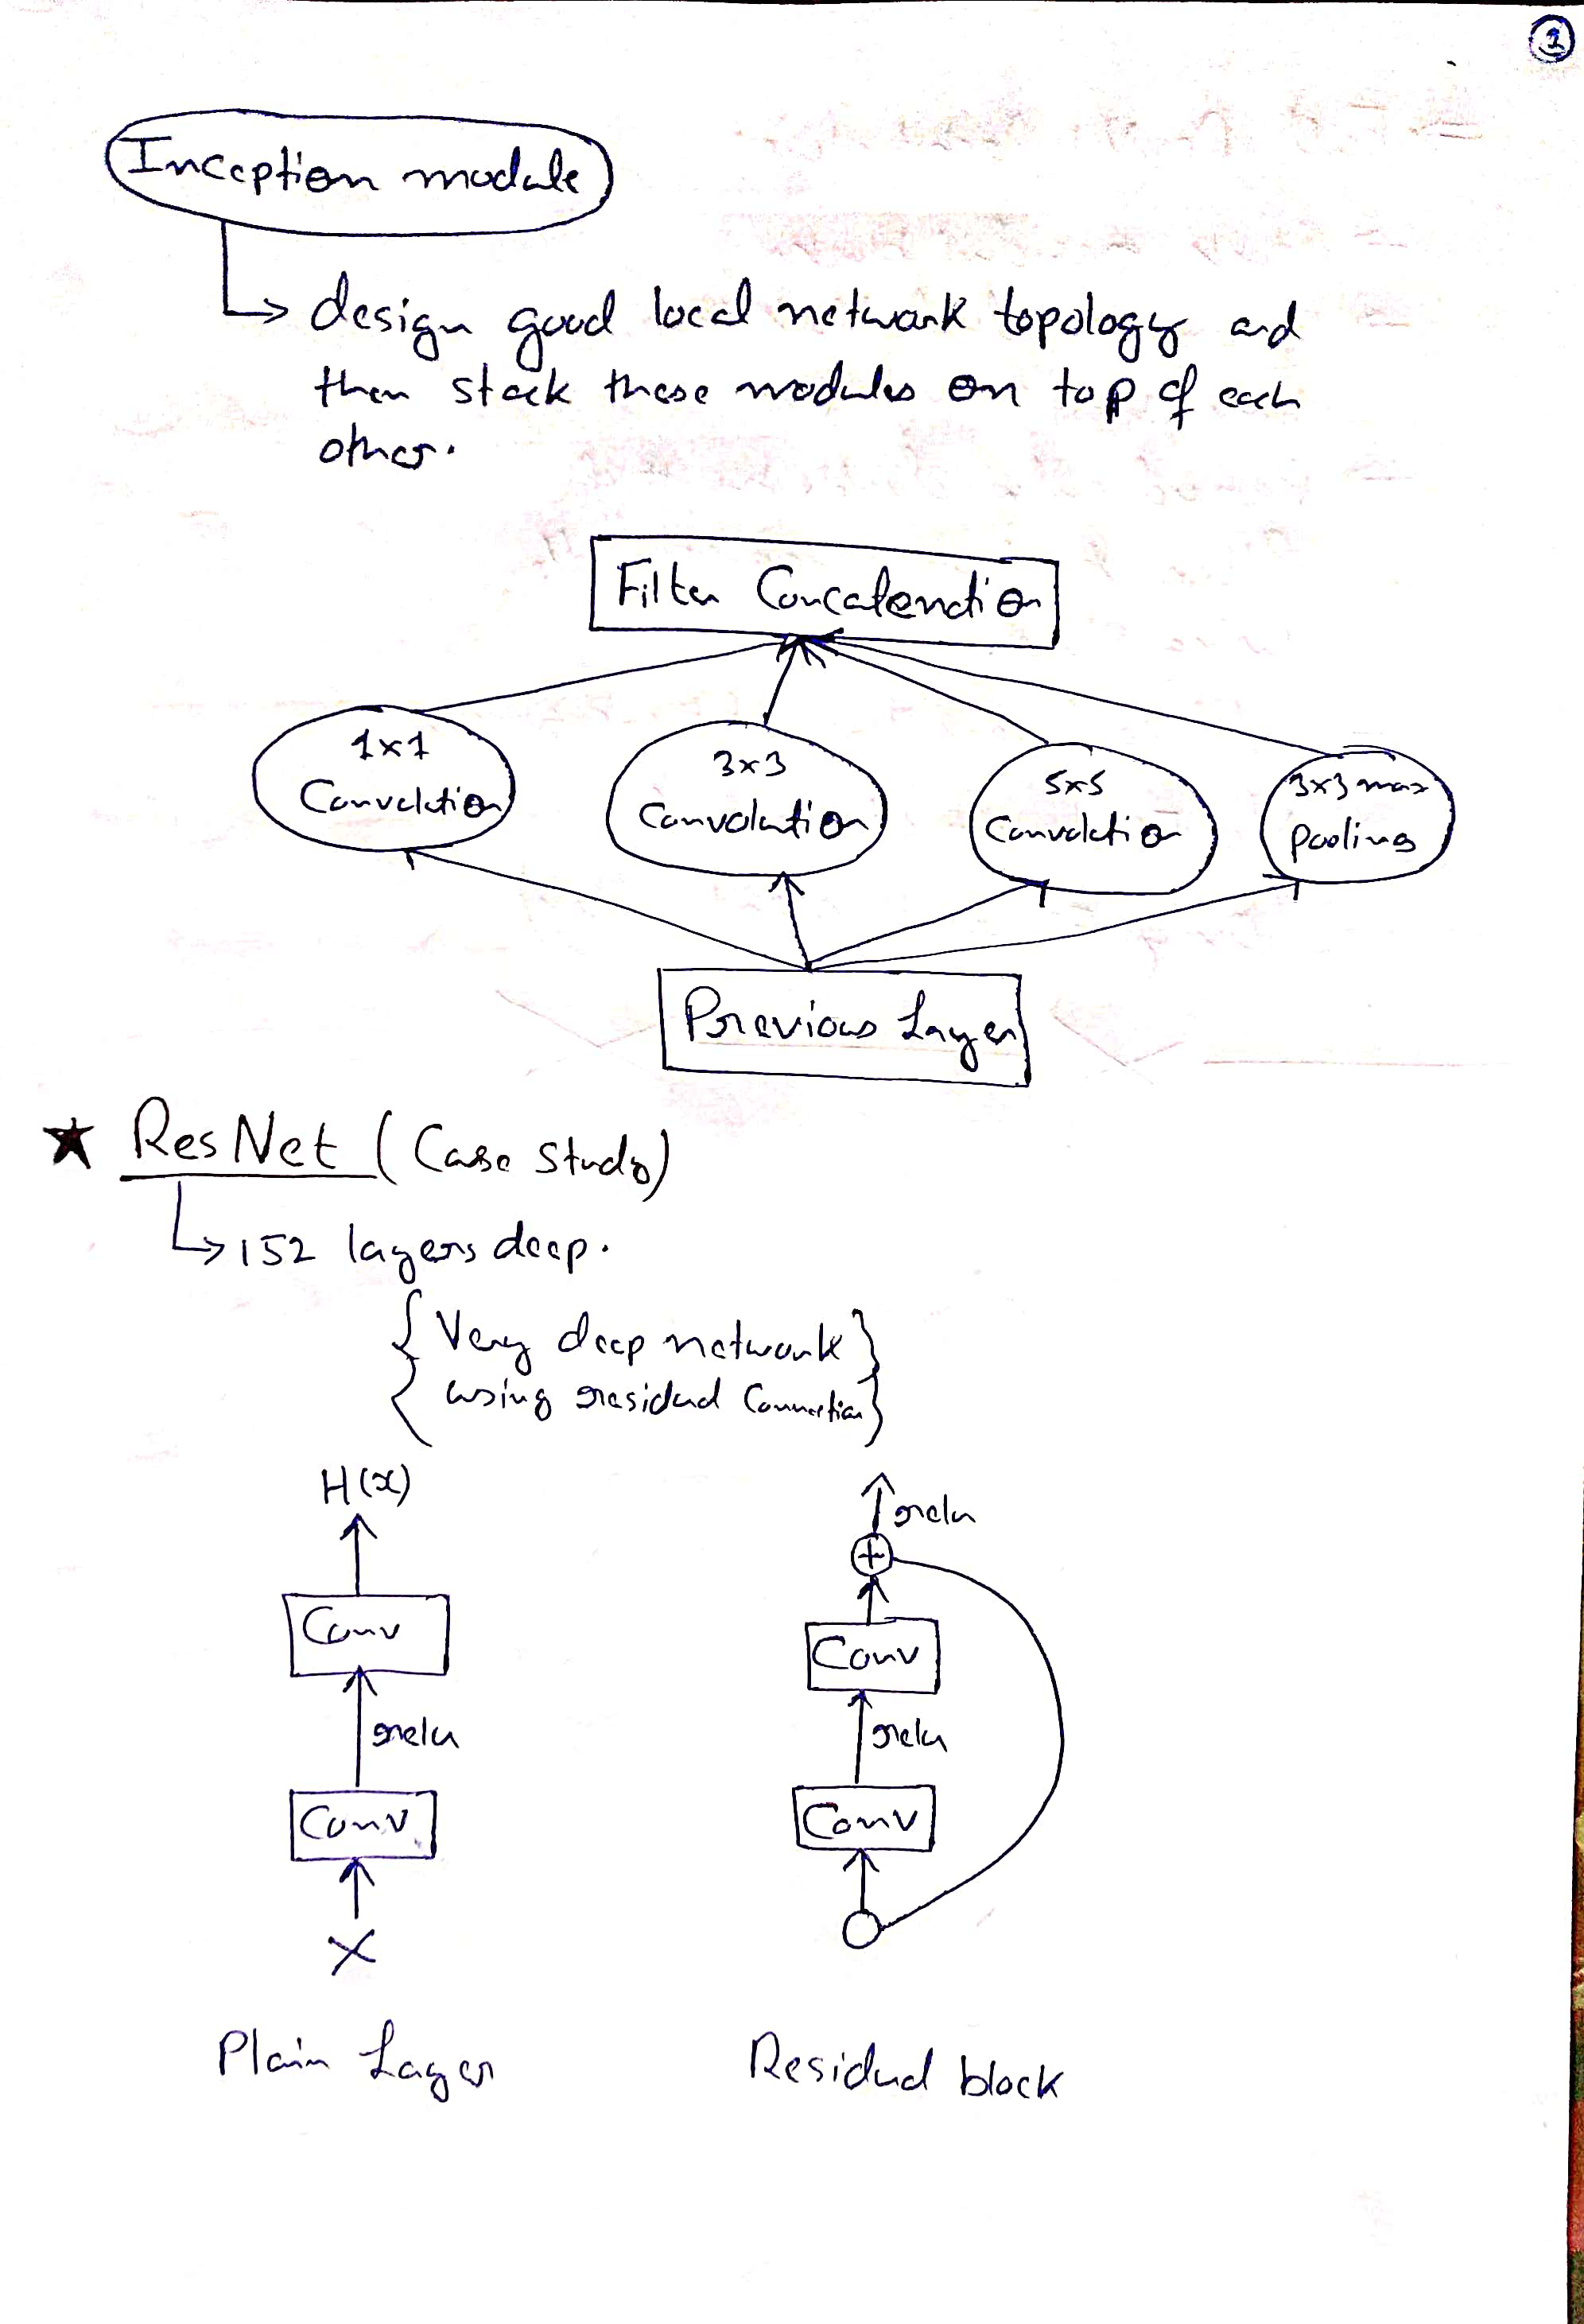 2
Inception module
design good local network topology and
then stack these modules on top of each
other.
Filter Concatenation
1x1
Convolution
3x3
Convolution
5x5
Convolution
3x3 max
pooling
Previous Layer
★ ResNet (Case Study)
152 layers deep.
{ Very deep network }
{ using residual Connection }
H(x)
relu
+
Conv
Conv
relu
relu
Conv
Conv
X
Plain Layer
Residual block